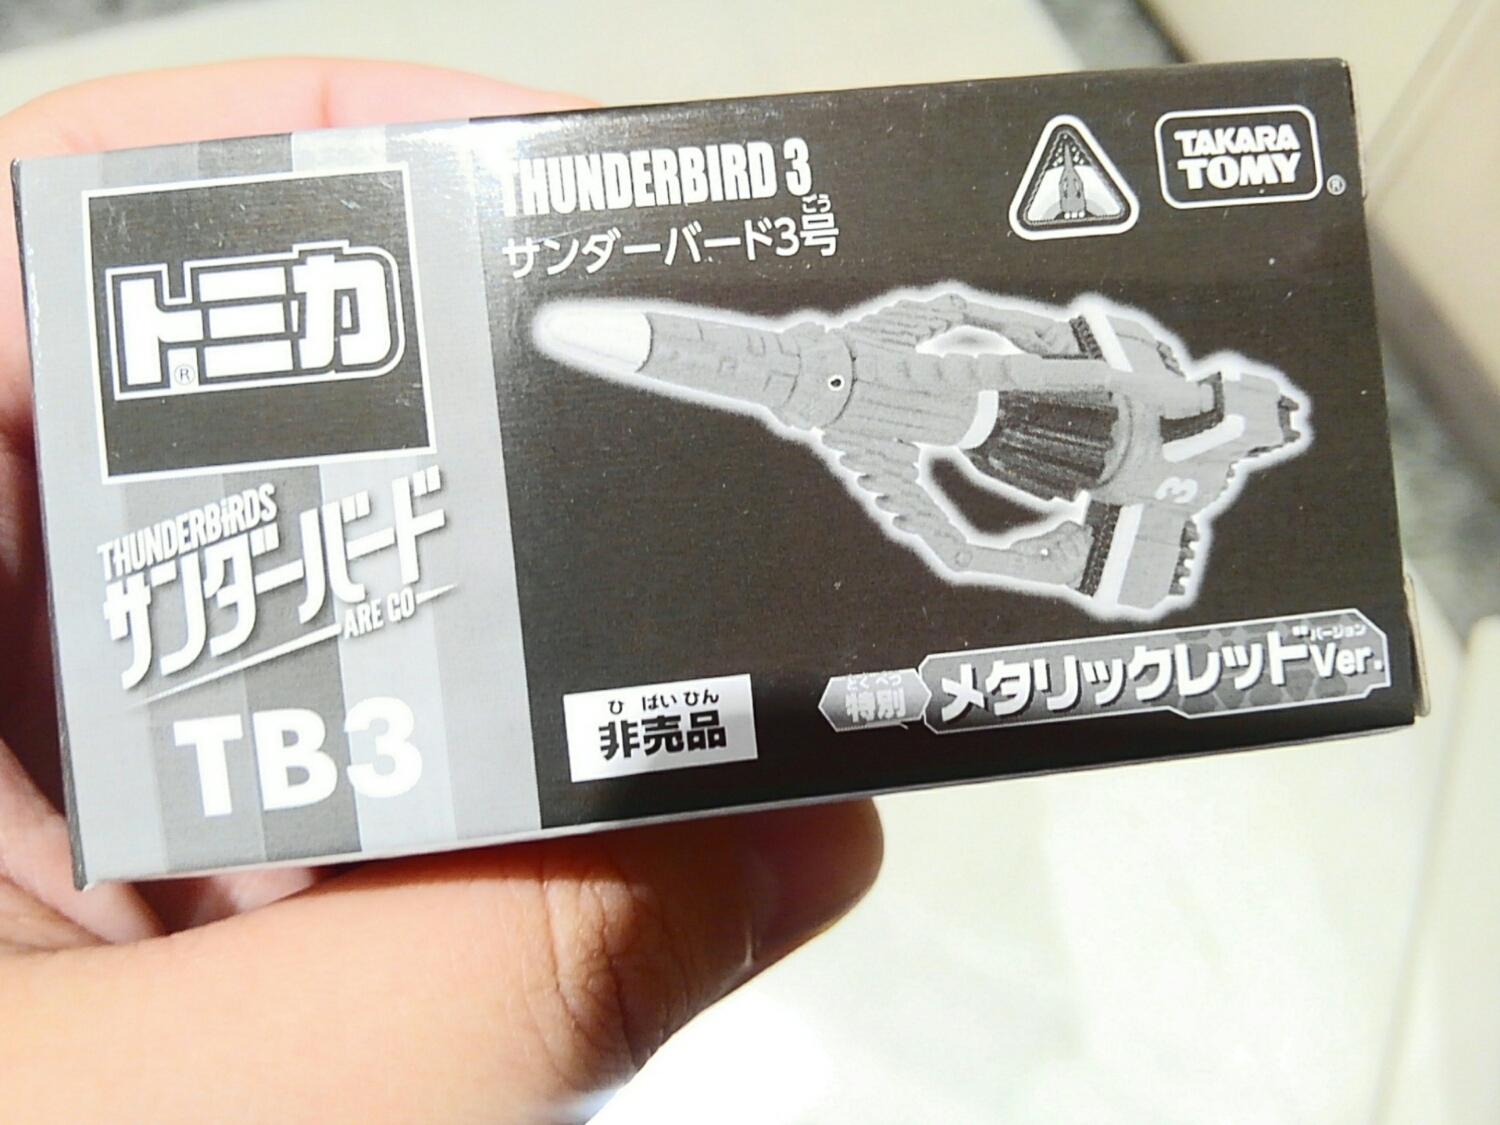 トミカ
®
THUNDERBiRDS
サンダーバード
ARE GO
TB3
THUNDERBIRD 3
ごう
サンダーバード3号
TAKARA
TOMY
®
3
ひ ばい ひん
非売品
とく べつ
特別
バージョン
メタリックレッドVer.